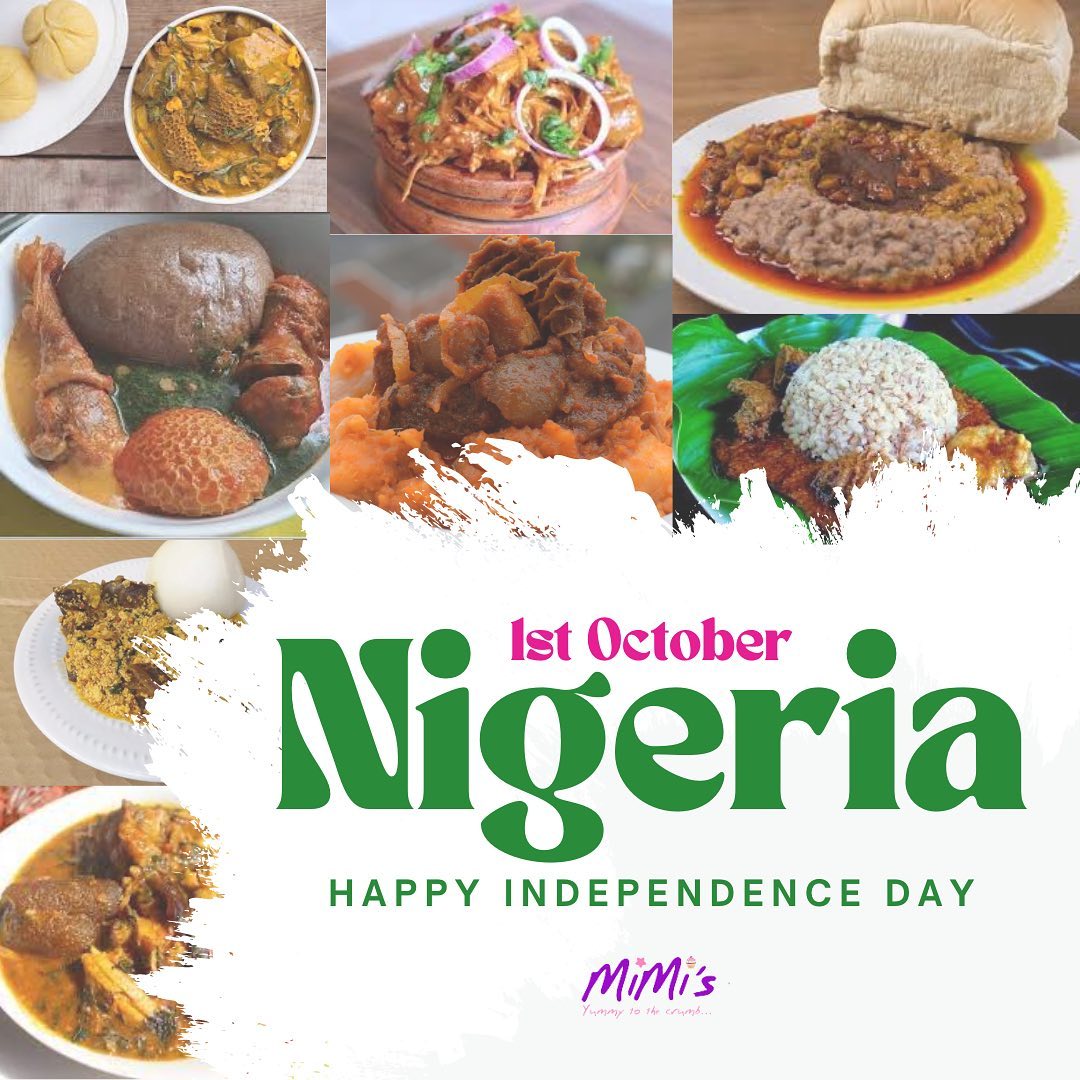 1st October
Nigeria
HAPPY INDEPENDENCE DAY
MiMi's
Yummy to the crumb...